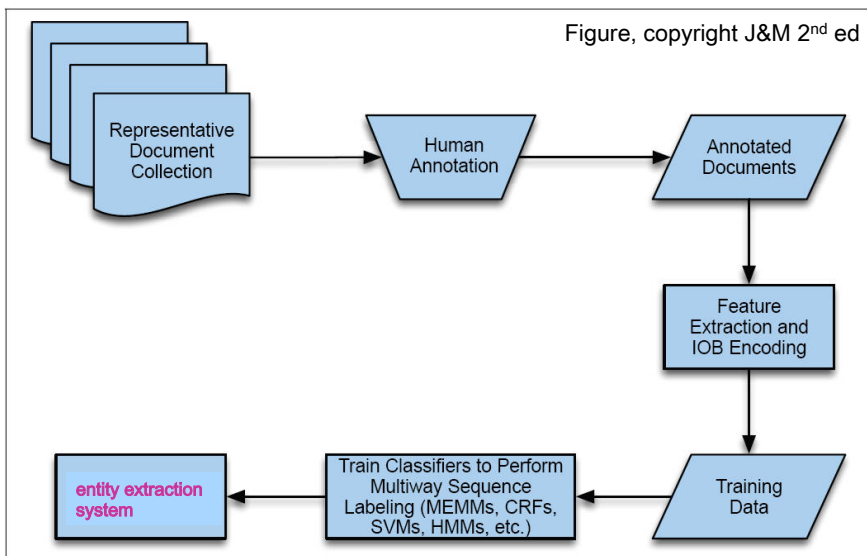 Figure, copyright J&M 2nd ed
Representative
Document
Collection
Human
Annotation
Annotated
Documents
Feature
Extraction and
IOB Encoding
Training
Data
Train Classifiers to Perform
Multiway Sequence
Labeling (MEMMs, CRFs,
SVMs, HMMs, etc.)
entity extraction
system